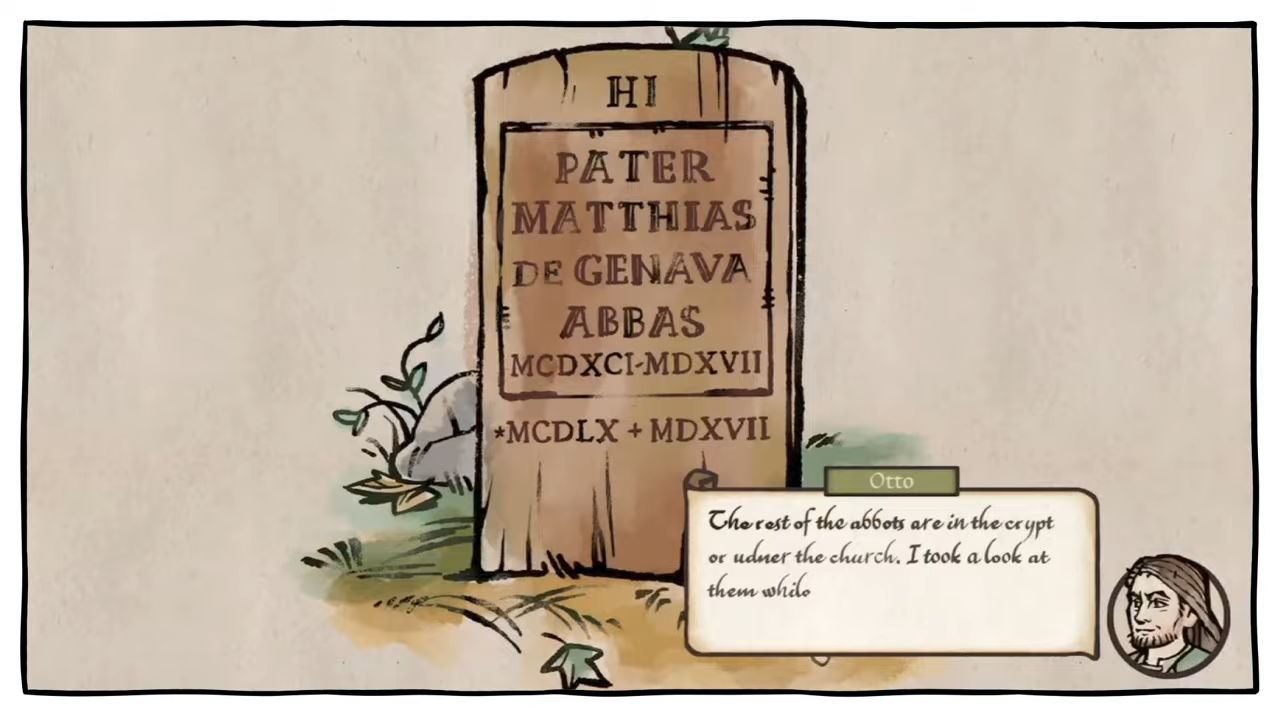 HI
PATER
MATTHIAS
DE GENAVA
ABBAS
MCDXCI-MDXVII
*MCDLX + MDXVII
Otto
The rest of the abbots are in the crypt
or udner the church. I took a look at
them while